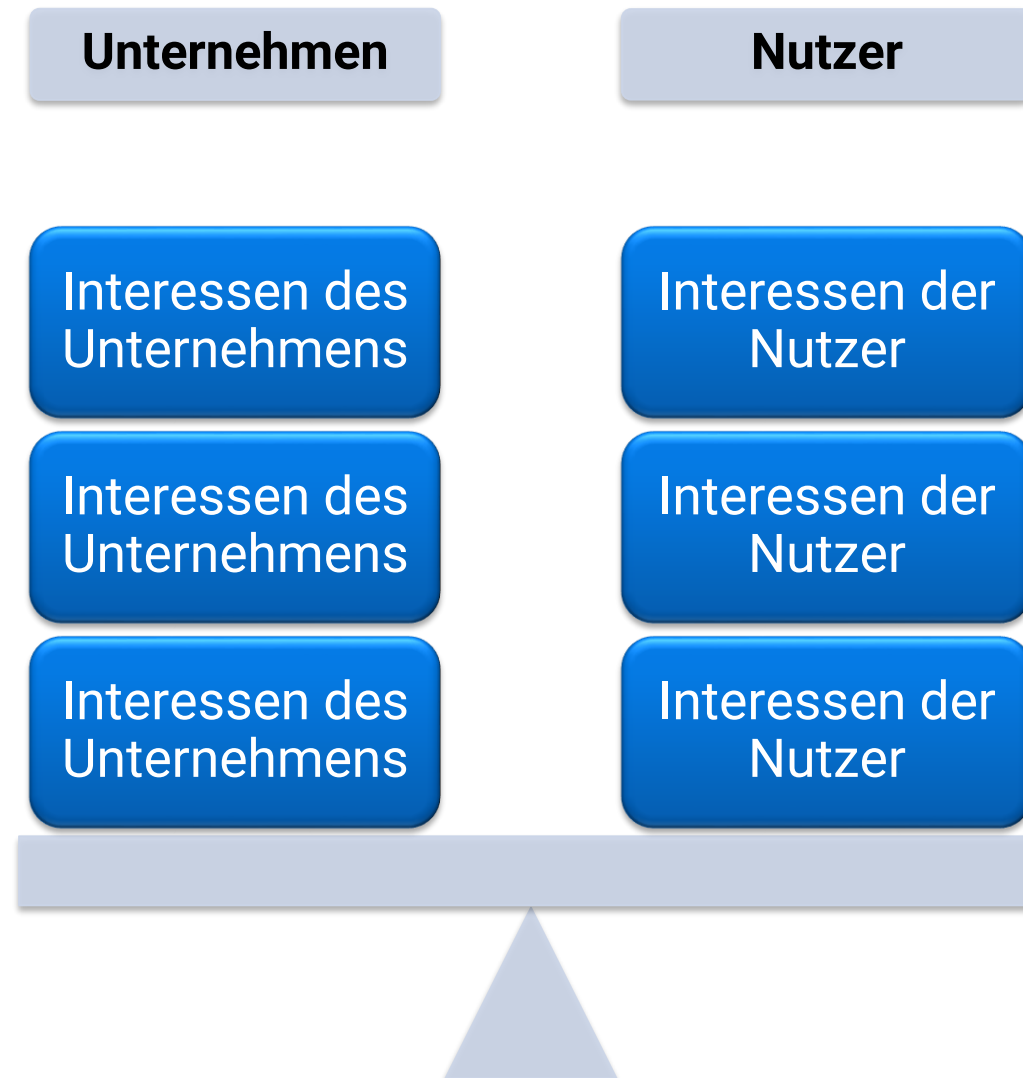 Unternehmen
Nutzer
Interessen des
Unternehmens
Interessen der
Nutzer
Interessen des
Unternehmens
Interessen der
Nutzer
Interessen des
Unternehmens
Interessen der
Nutzer